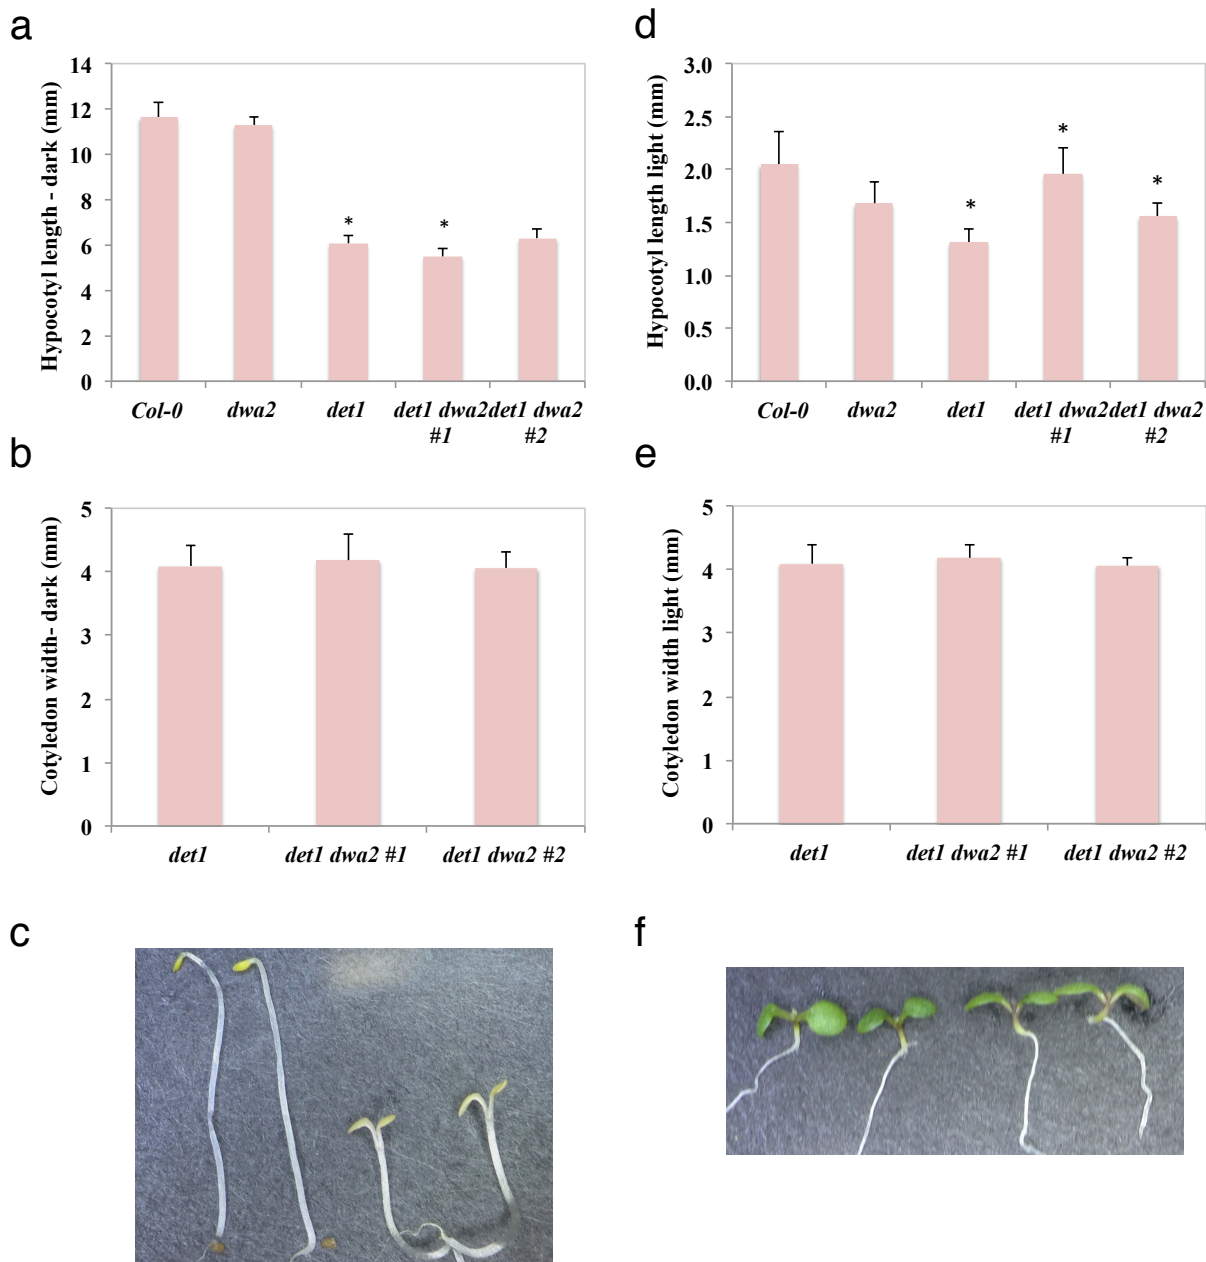 a
Hypocotyl length - dark (mm)
14
12
10
8
6
4
2
0
*
*
Col-0 dwa2 det1 det1 dwa2 det1 dwa2
#1 #2
b
Cotyledon width- dark (mm)
5
4
3
2
1
0
det1 det1 dwa2 #1 det1 dwa2 #2
c
d
Hypocotyl length light (mm)
3.0
2.5
2.0
1.5
1.0
0.5
0.0
*
*
*
Col-0 dwa2 det1 det1 dwa2 det1 dwa2
#1 #2
e
Cotyledon width light (mm)
5
4
3
2
1
0
det1 det1 dwa2 #1 det1 dwa2 #2
f